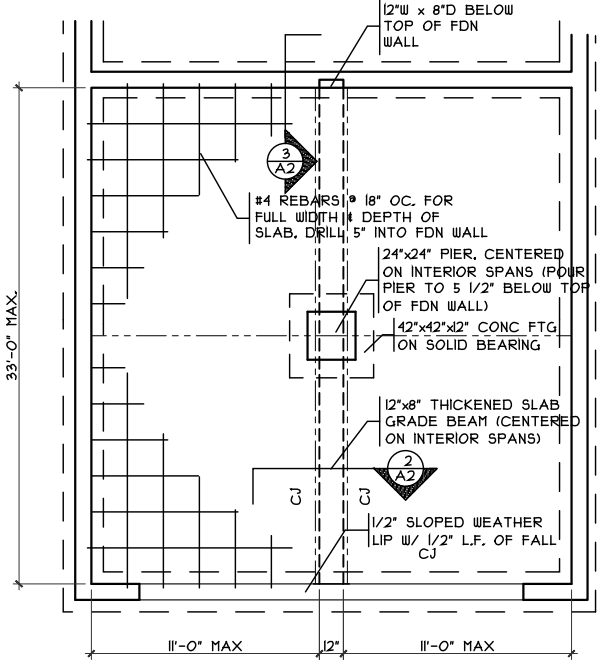 12"W x 8"D BELOW
TOP OF FDN
WALL
3
A2
#4 REBARS @ 18" OC. FOR
FULL WIDTH & DEPTH OF
SLAB. DRILL 5" INTO FDN WALL
24"x24" PIER, CENTERED
ON INTERIOR SPANS (POUR
PIER TO 5 1/2" BELOW TOP
OF FDN WALL)
42"x42"x12" CONC FTG
ON SOLID BEARING
33'-0" MAX.
12"x8" THICKENED SLAB
GRADE BEAM (CENTERED
ON INTERIOR SPANS)
2
A2
CJ
CJ
1/2" SLOPED WEATHER
LIP W/ 1/2" L.F. OF FALL
CJ
11'-0" MAX
12"
11'-0" MAX